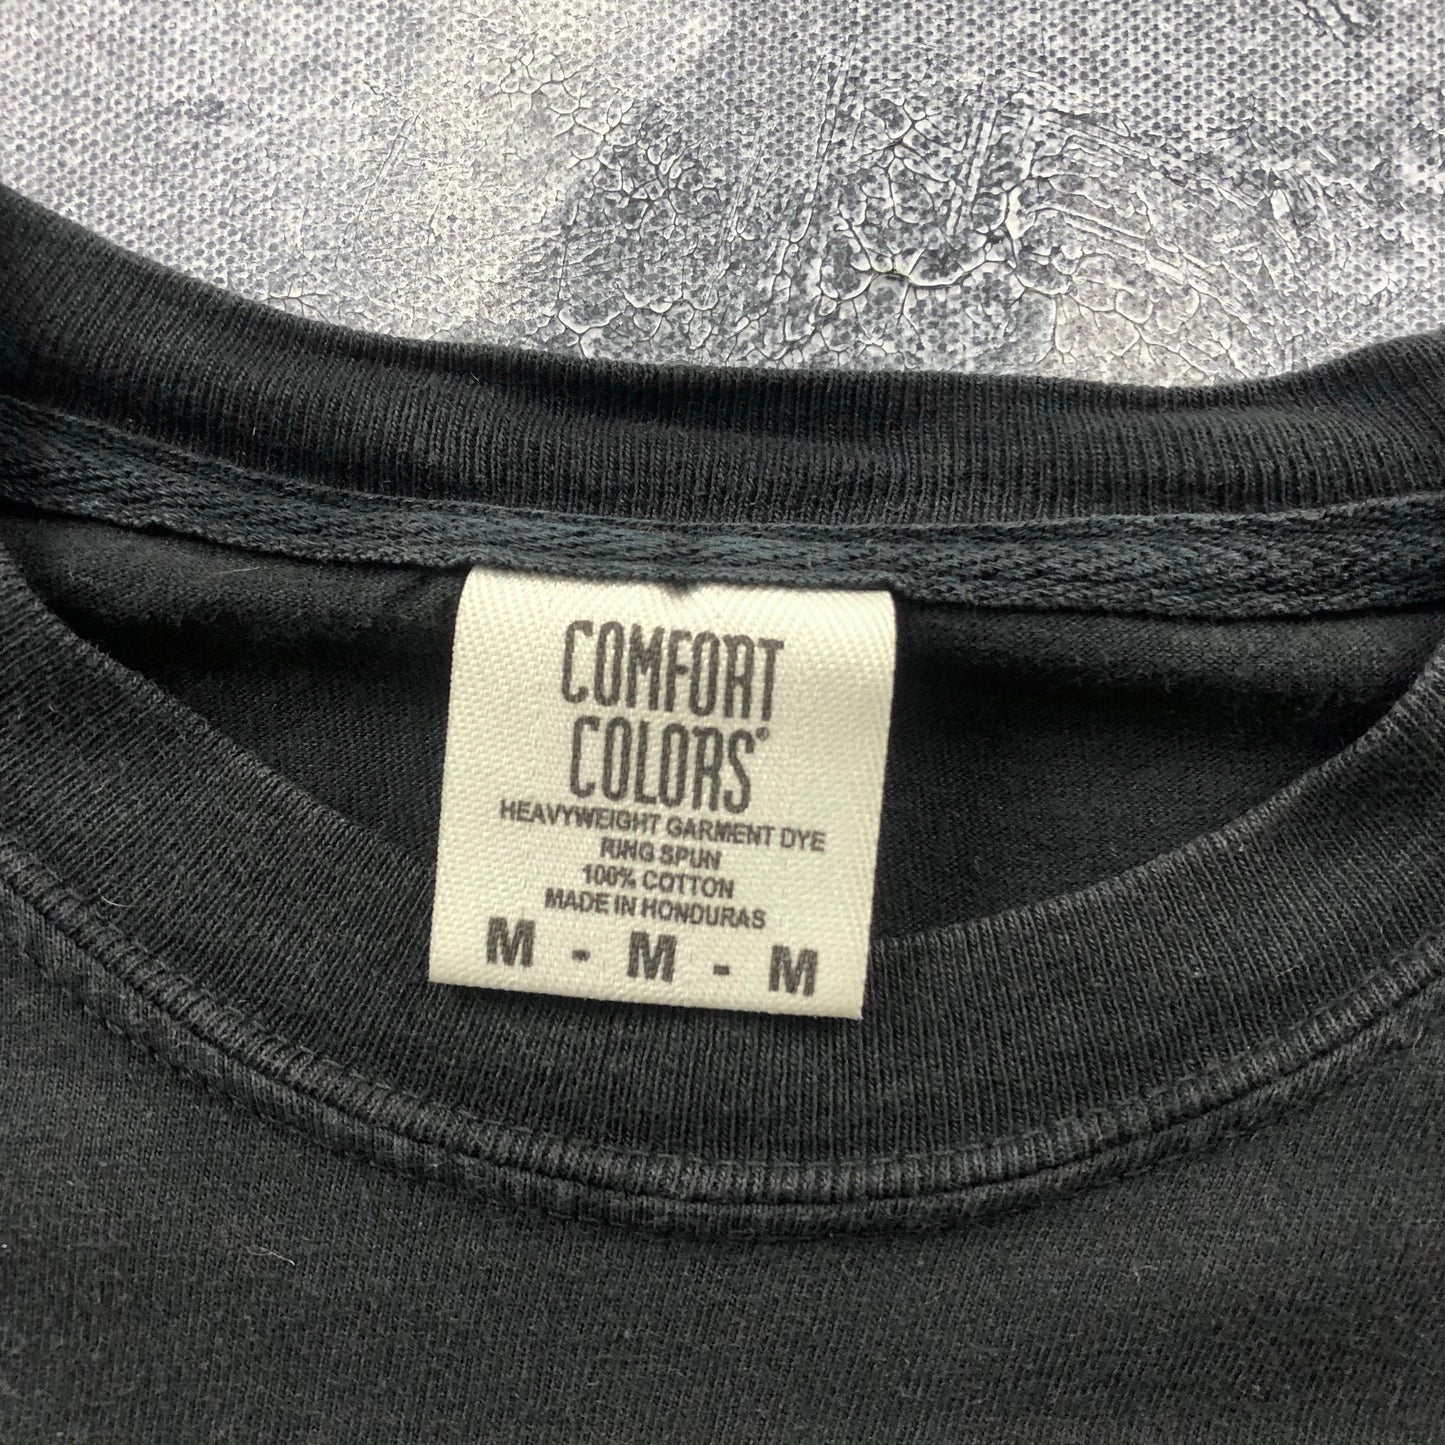 COMFORT
COLORS®
HEAVYWEIGHT GARMENT DYE
RING SPUN
100% COTTON
MADE IN HONDURAS
M - M - M